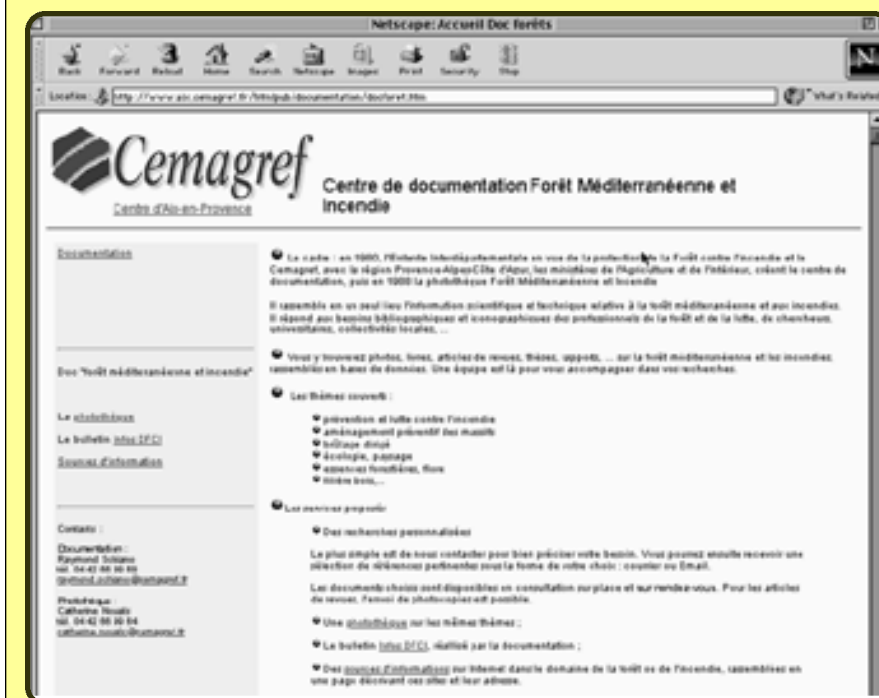 Netscape: Accueil Doc forêts
Back Forward Reload Home Search Netscape Images Print Security Stop
Location: http://www.aix.cemagref.fr/htmlpub/documentation/docforet.htm What's Related
Cemagref
Centre d'Aix-en-Provence
Centre de documentation Forêt Méditerranéenne et
Incendie
Documentation
Doc "forêt méditerranéenne et incendie"
La photothèque
Le bulletin Infos DFCI
Sources d'information
Contacts :
Documentation :
Raymond
Photothèque :
Catherine
Le cadre : en 1980, l'Entente Interdépartementale en vue de la protection de la Forêt contre l'incendie et le
Cemagref, avec la région Provence-Alpes-Côte d'Azur, les ministères de l'Agriculture et de l'Intérieur, créent le centre de
documentation, puis en la photothèque Forêt Méditerranéenne et Incendie
Il rassemble en un seul lieu l'information scientifique et technique relative à la forêt méditerranéenne et aux incendies.
Il répond aux besoins bibliographiques et iconographiques des professionnels de la forêt et de la lutte, de chercheurs,
universitaires, collectivités locales, ...
Vous y trouverez photos, livres, articles de revues, thèses, rapports, ... sur la forêt méditerranéenne et les incendies,
rassemblés en bases de données. Une équipe est là pour vous accompagner dans vos recherches.
Les thèmes couverts :
prévention et lutte contre l'incendie
aménagement préventif des massifs
brûlage dirigé
écologie, paysage
essences forestières, flore
filière bois,...
Les services proposés
Des recherches personnalisées
Le plus simple est de nous contacter pour bien préciser votre besoin. Vous pourrez ensuite recevoir une
sélection de références pertinentes sous la forme de votre choix : courrier ou Email.
Les documents choisis sont disponibles en consultation sur place et sur rendez-vous. Pour les articles
de revues, l'envoi de photocopies est possible.
Une photothèque sur les mêmes thèmes ;
Le bulletin Infos DFCI, réalisé par la documentation ;
Des sources d'informations sur Internet dans le domaine de la forêt ou de l'incendie, rassemblées en
une page décrivant ces sites et leur adresse.